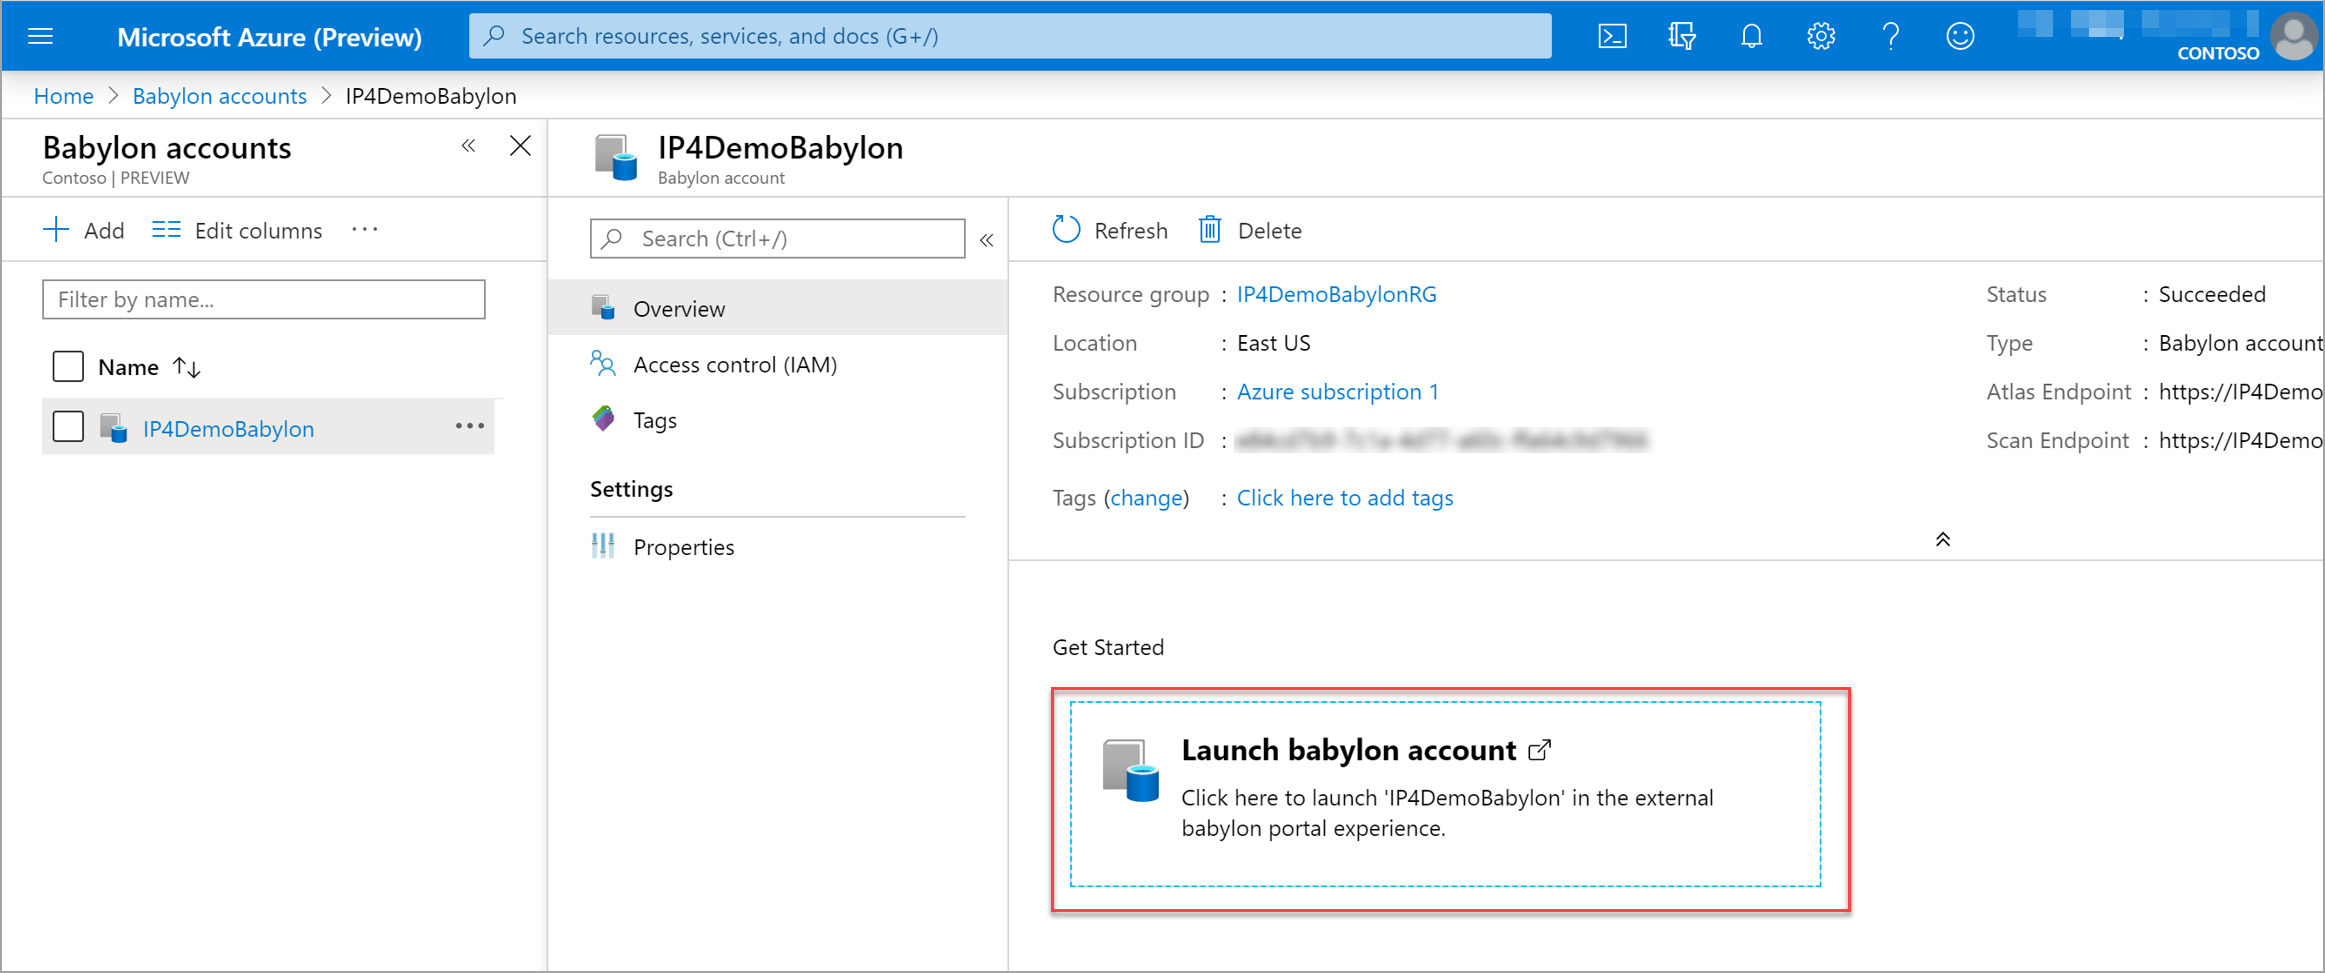 Microsoft Azure (Preview)
Search resources, services, and docs (G+/)
CONTOSO
Home > Babylon accounts > IP4DemoBabylon
Babylon accounts
Contoso | PREVIEW
Add
Edit columns
Filter by name...
Name
IP4DemoBabylon
IP4DemoBabylon
Babylon account
Search (Ctrl+/)
Overview
Access control (IAM)
Tags
Settings
Properties
Refresh
Delete
Resource group : IP4DemoBabylonRG
Location : East US
Subscription : Azure subscription 1
Subscription ID :
Tags (change) : Click here to add tags
Status : Succeeded
Type : Babylon account
Atlas Endpoint : https://IP4Demo
Scan Endpoint : https://IP4Demo
Get Started
Launch babylon account
Click here to launch 'IP4DemoBabylon' in the external
babylon portal experience.